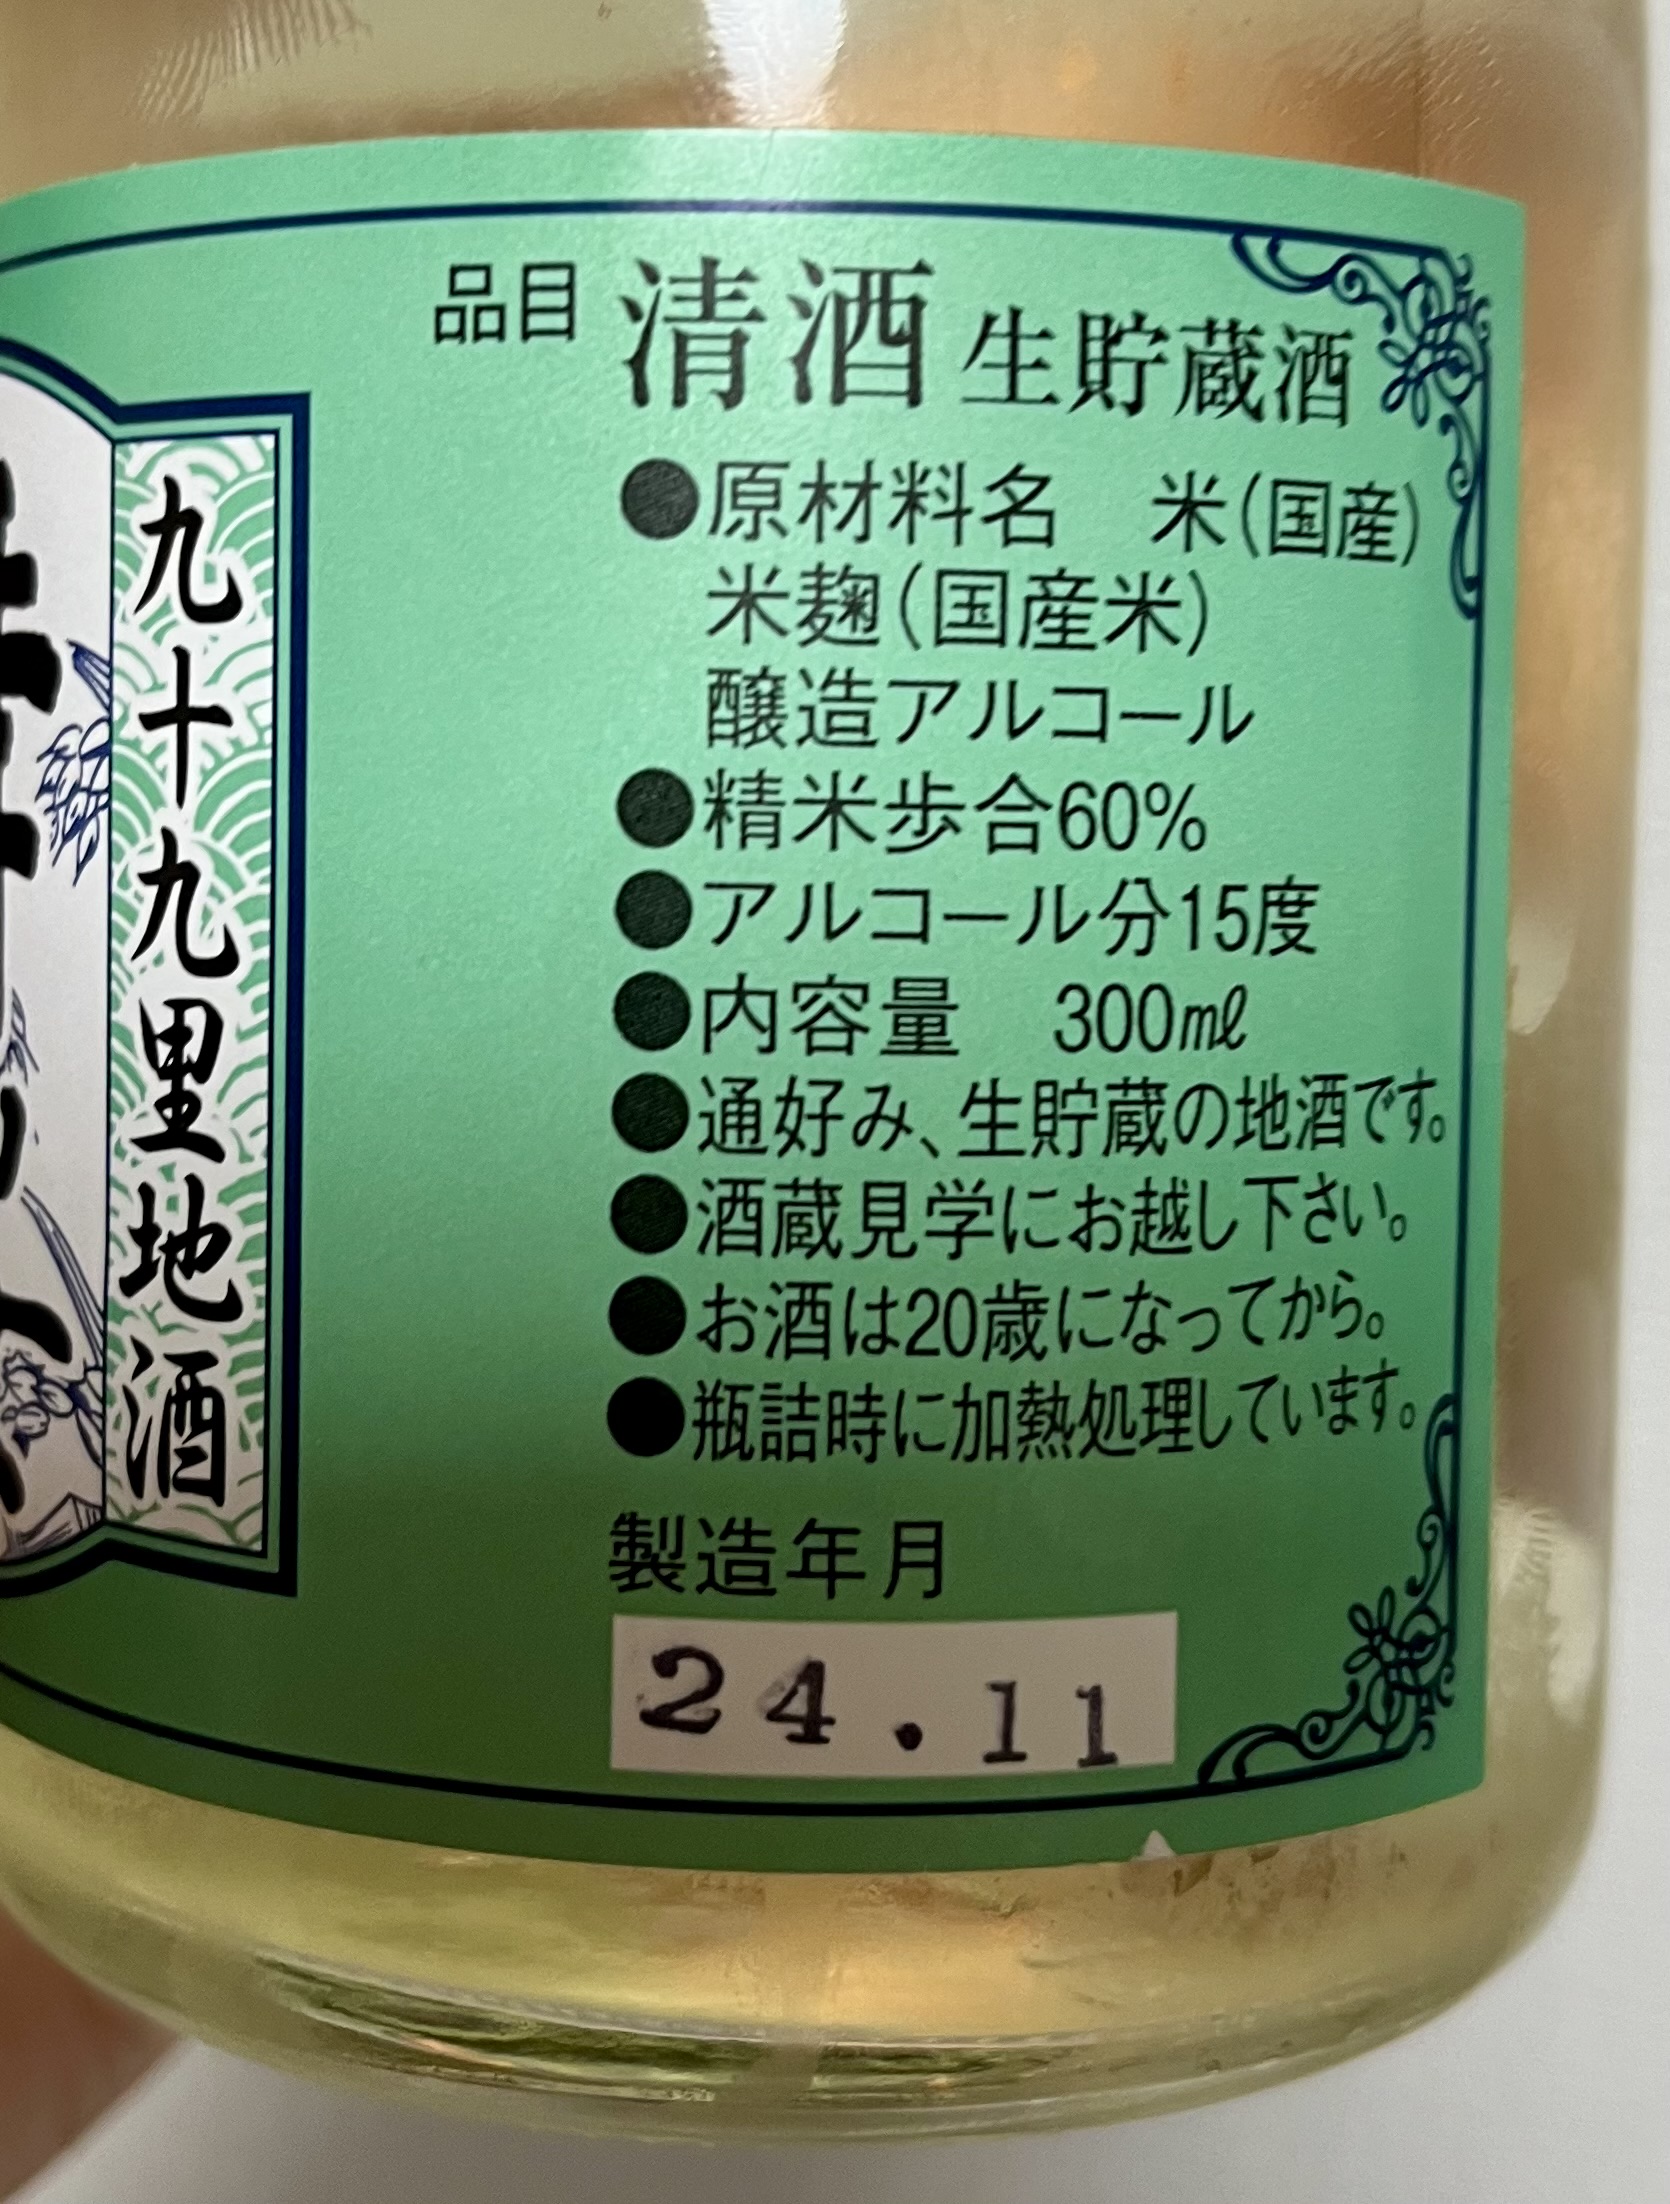 品目 清酒 生貯蔵酒
●原材料名　米(国産)
米麹(国産米)
醸造アルコール
●精米歩合60%
●アルコール分15度
●内容量　300㎖
●通好み、生貯蔵の地酒です。
●酒蔵見学にお越し下さい。
●お酒は20歳になってから。
●瓶詰時に加熱処理しています。
製造年月
24.11
九十九里地酒